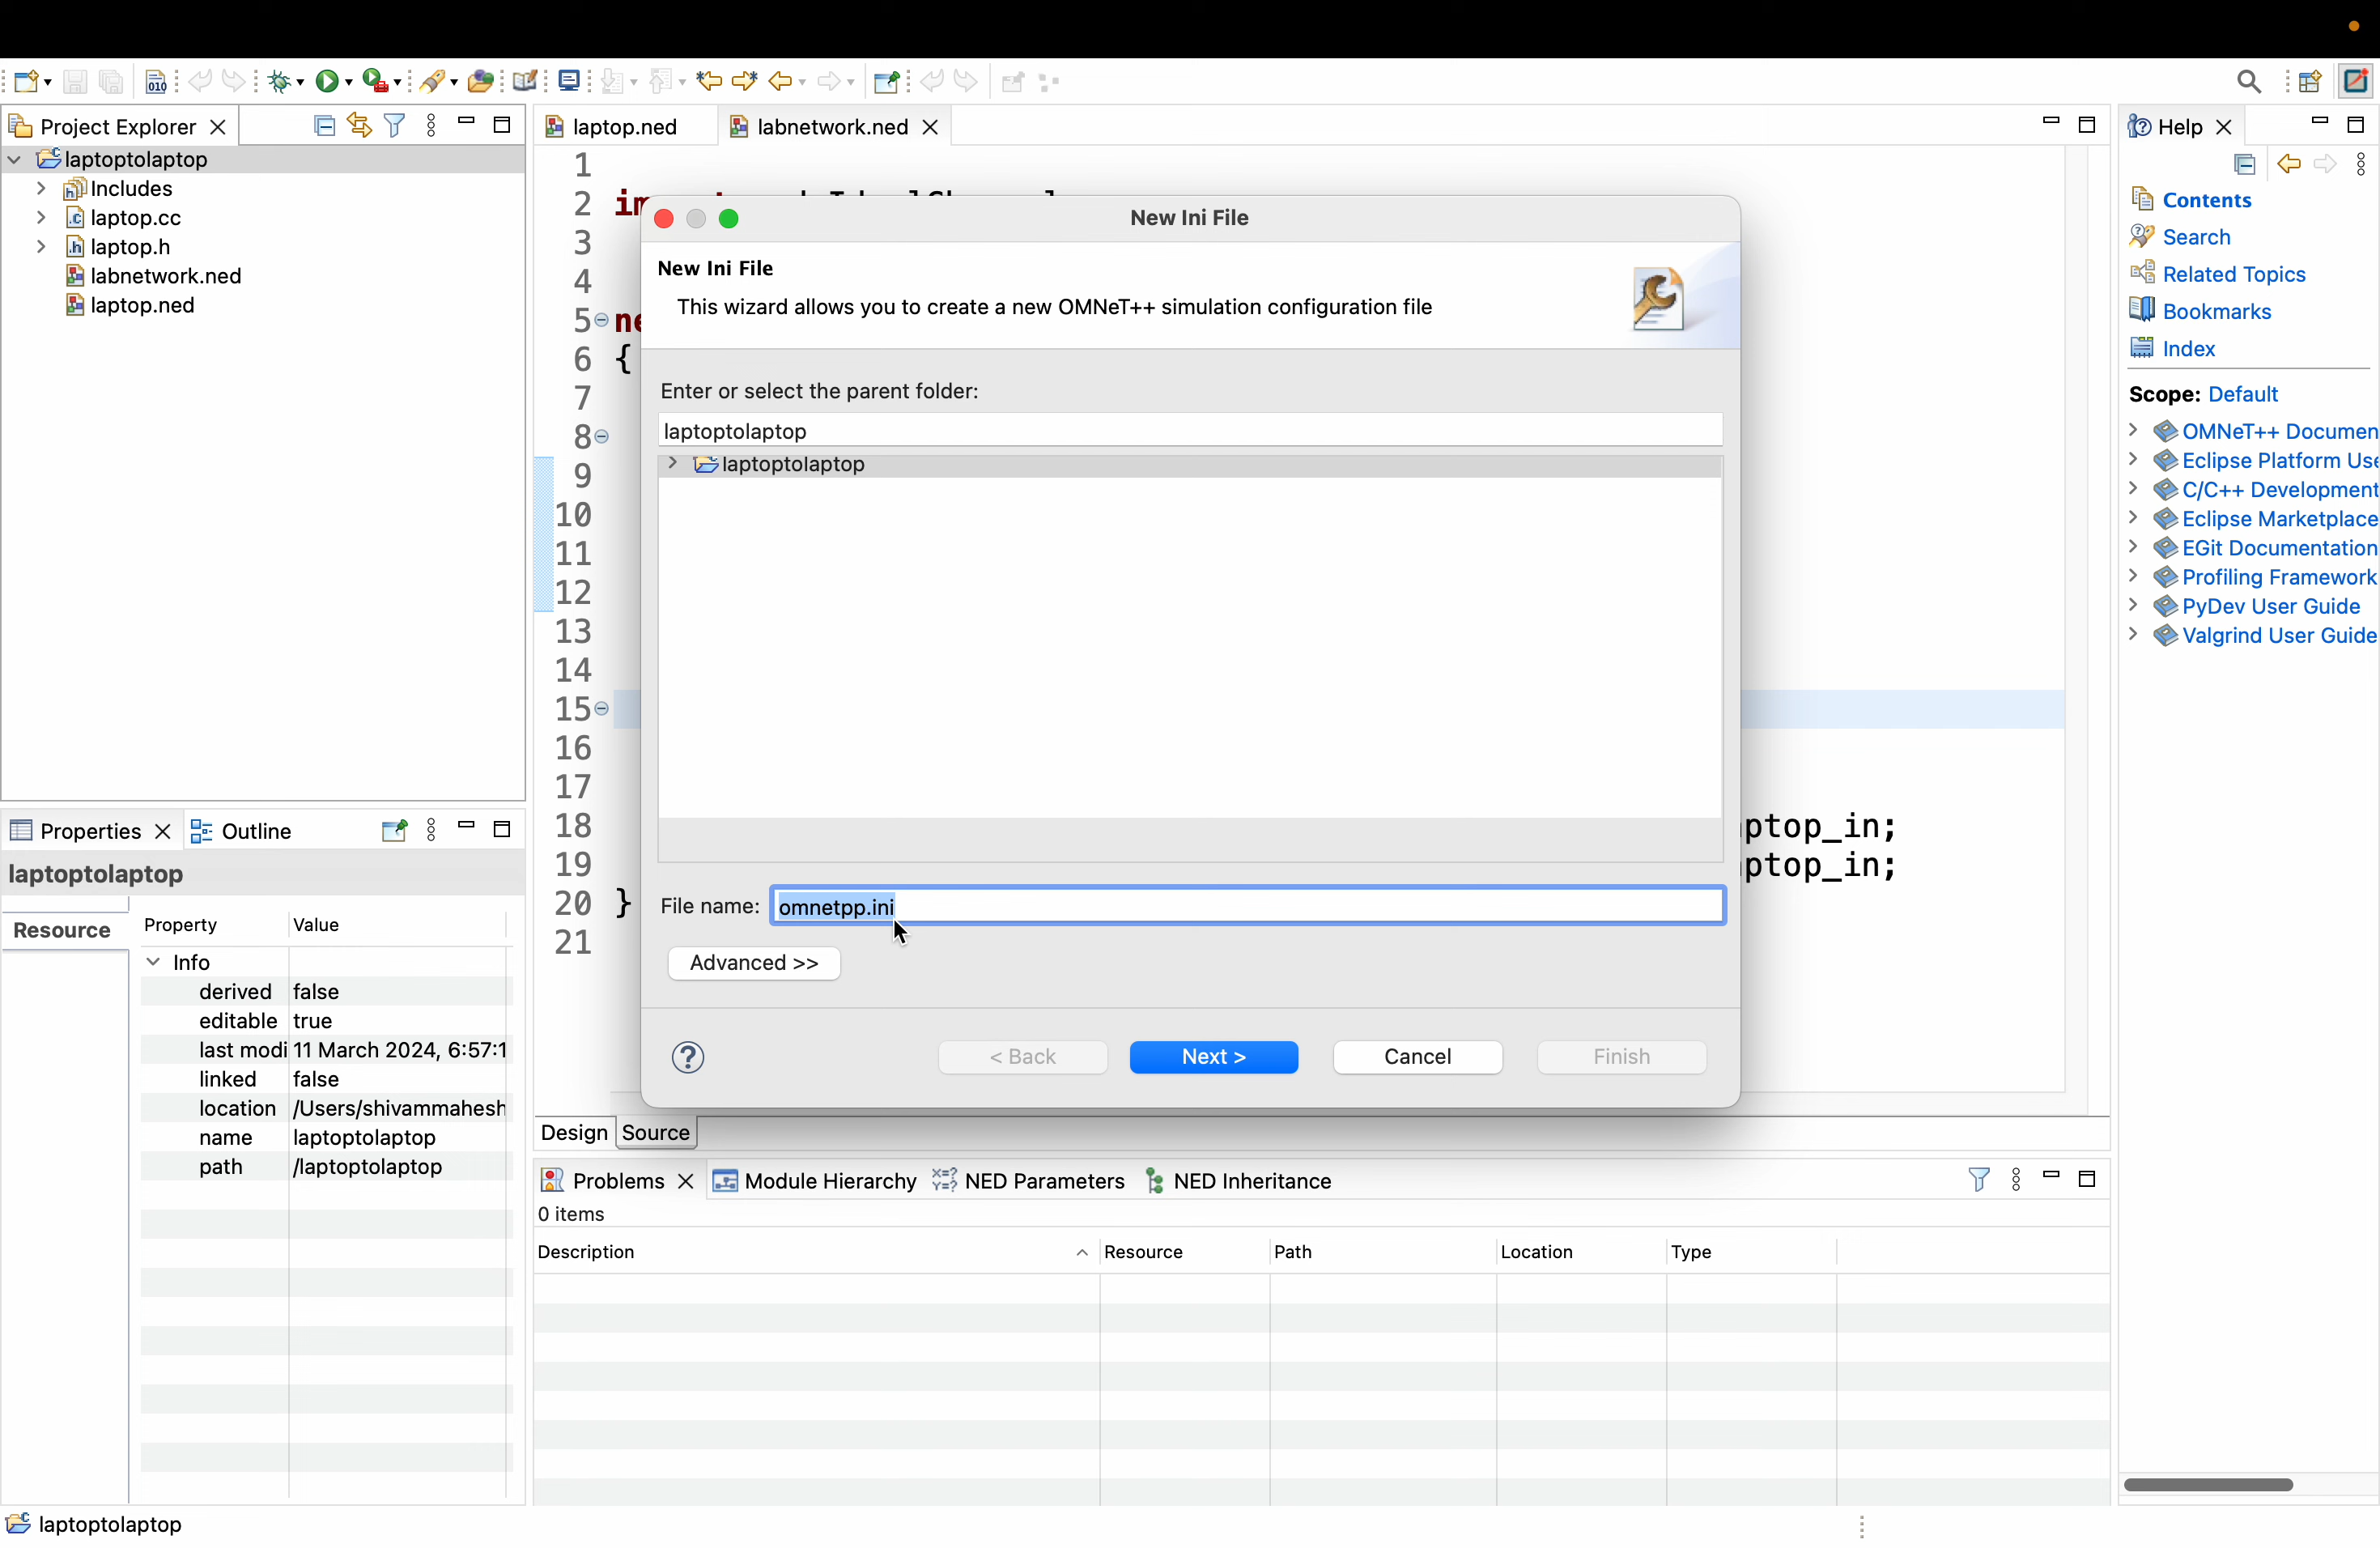 Project Explorer
laptoptolaptop
Includes
laptop.cc
laptop.h
labnetwork.ned
laptop.ned
Properties
Outline
laptoptolaptop
Resource
Property Value
Info
derived false
editable true
last modi 11 March 2024, 6:57:1
linked false
location /Users/shivammahesh
name laptoptolaptop
path /laptoptolaptop
laptoptolaptop
laptop.ned
labnetwork.ned
1
2
3
4
5
6 {
7
8
9
10
11
12
13
14
15
16
17
18 ptop_in;
19 ptop_in;
20 }
21
New Ini File
New Ini File
This wizard allows you to create a new OMNeT++ simulation configuration file
Enter or select the parent folder:
laptoptolaptop
laptoptolaptop
File name: omnetpp.ini
Advanced >>
?
< Back
Next >
Cancel
Finish
Design
Source
Problems
Module Hierarchy
NED Parameters
NED Inheritance
0 items
Description Resource Path Location Type
Help
Contents
Search
Related Topics
Bookmarks
Index
Scope: Default
OMNeT++ Documen
Eclipse Platform Use
C/C++ Development
Eclipse Marketplace
EGit Documentation
Profiling Framework
PyDev User Guide
Valgrind User Guide